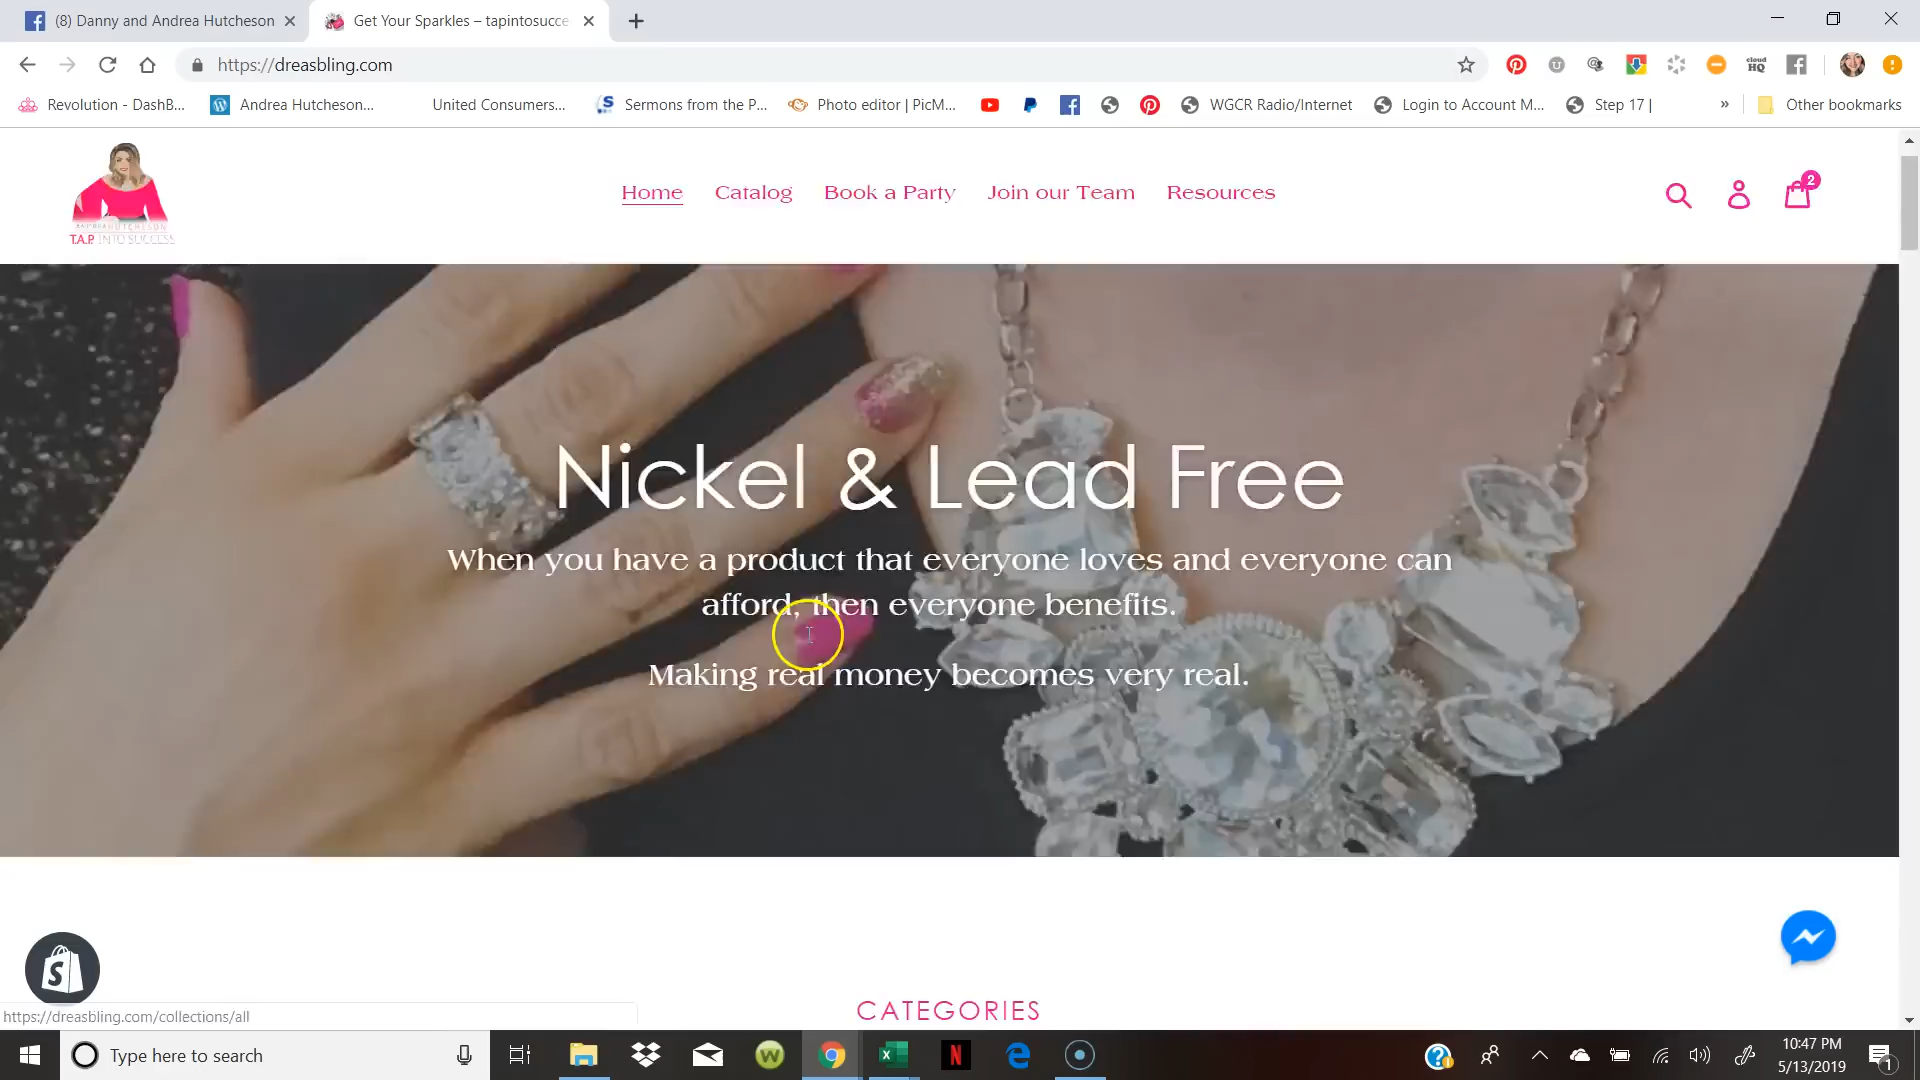 (8) Danny and Andrea Hutcheson
Get Your Sparkles – tapintosucce
https://dreasbling.com
cloud HQ
Revolution - DashB...
Andrea Hutcheson...
United Consumers...
Sermons from the P...
Photo editor | PicM...
WGCR Radio/Internet
Login to Account M...
Step 17 |
»
Other bookmarks
T.A.P. INTO SUCCESS
Home
Catalog
Book a Party
Join our Team
Resources
2
Nickel & Lead Free
When you have a product that everyone loves and everyone can
afford, then everyone benefits.
Making real money becomes very real.
CATEGORIES
https://dreasbling.com/collections/all
Type here to search
10:47 PM
5/13/2019
1